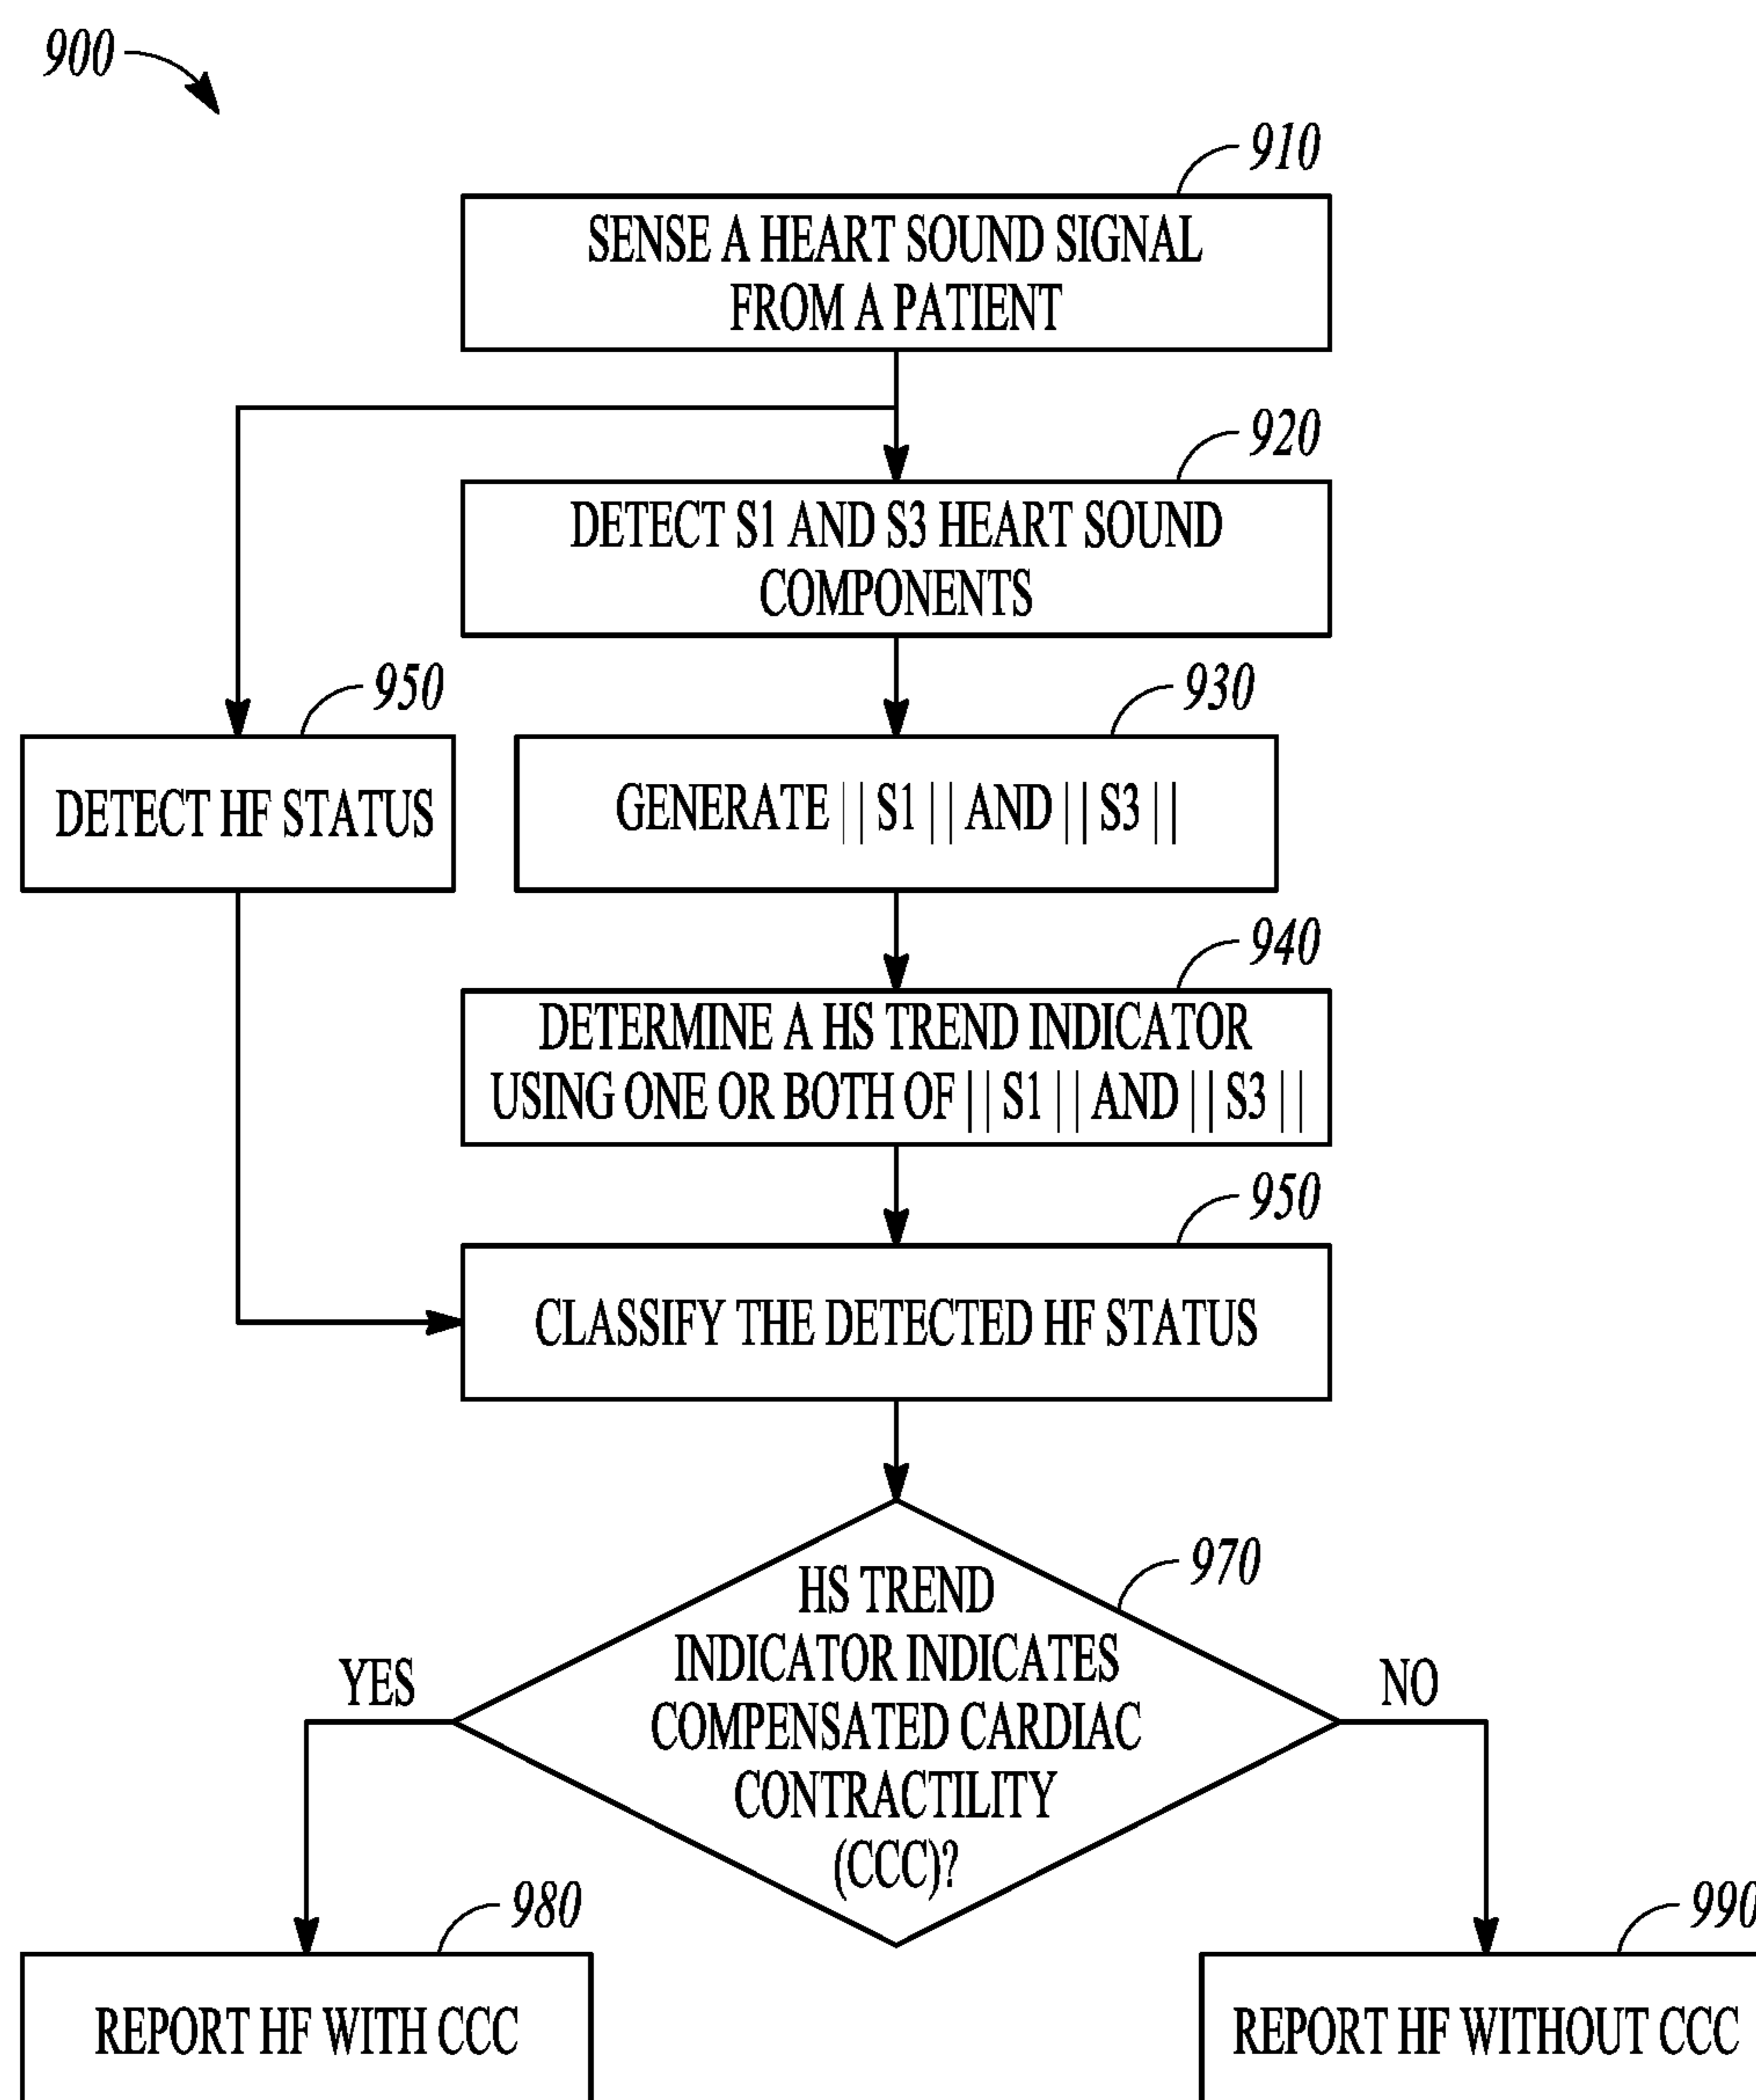 900
910
SENSE A HEART SOUND SIGNAL
FROM A PATIENT
920
DETECT S1 AND S3 HEART SOUND
COMPONENTS
950
DETECT HF STATUS
930
GENERATE || S1 || AND || S3 ||
940
DETERMINE A HS TREND INDICATOR
USING ONE OR BOTH OF || S1 || AND || S3 ||
950
CLASSIFY THE DETECTED HF STATUS
970
HS TREND
INDICATOR INDICATES
COMPENSATED CARDIAC
CONTRACTILITY
(CCC)?
YES
NO
980
REPORT HF WITH CCC
990
REPORT HF WITHOUT CCC